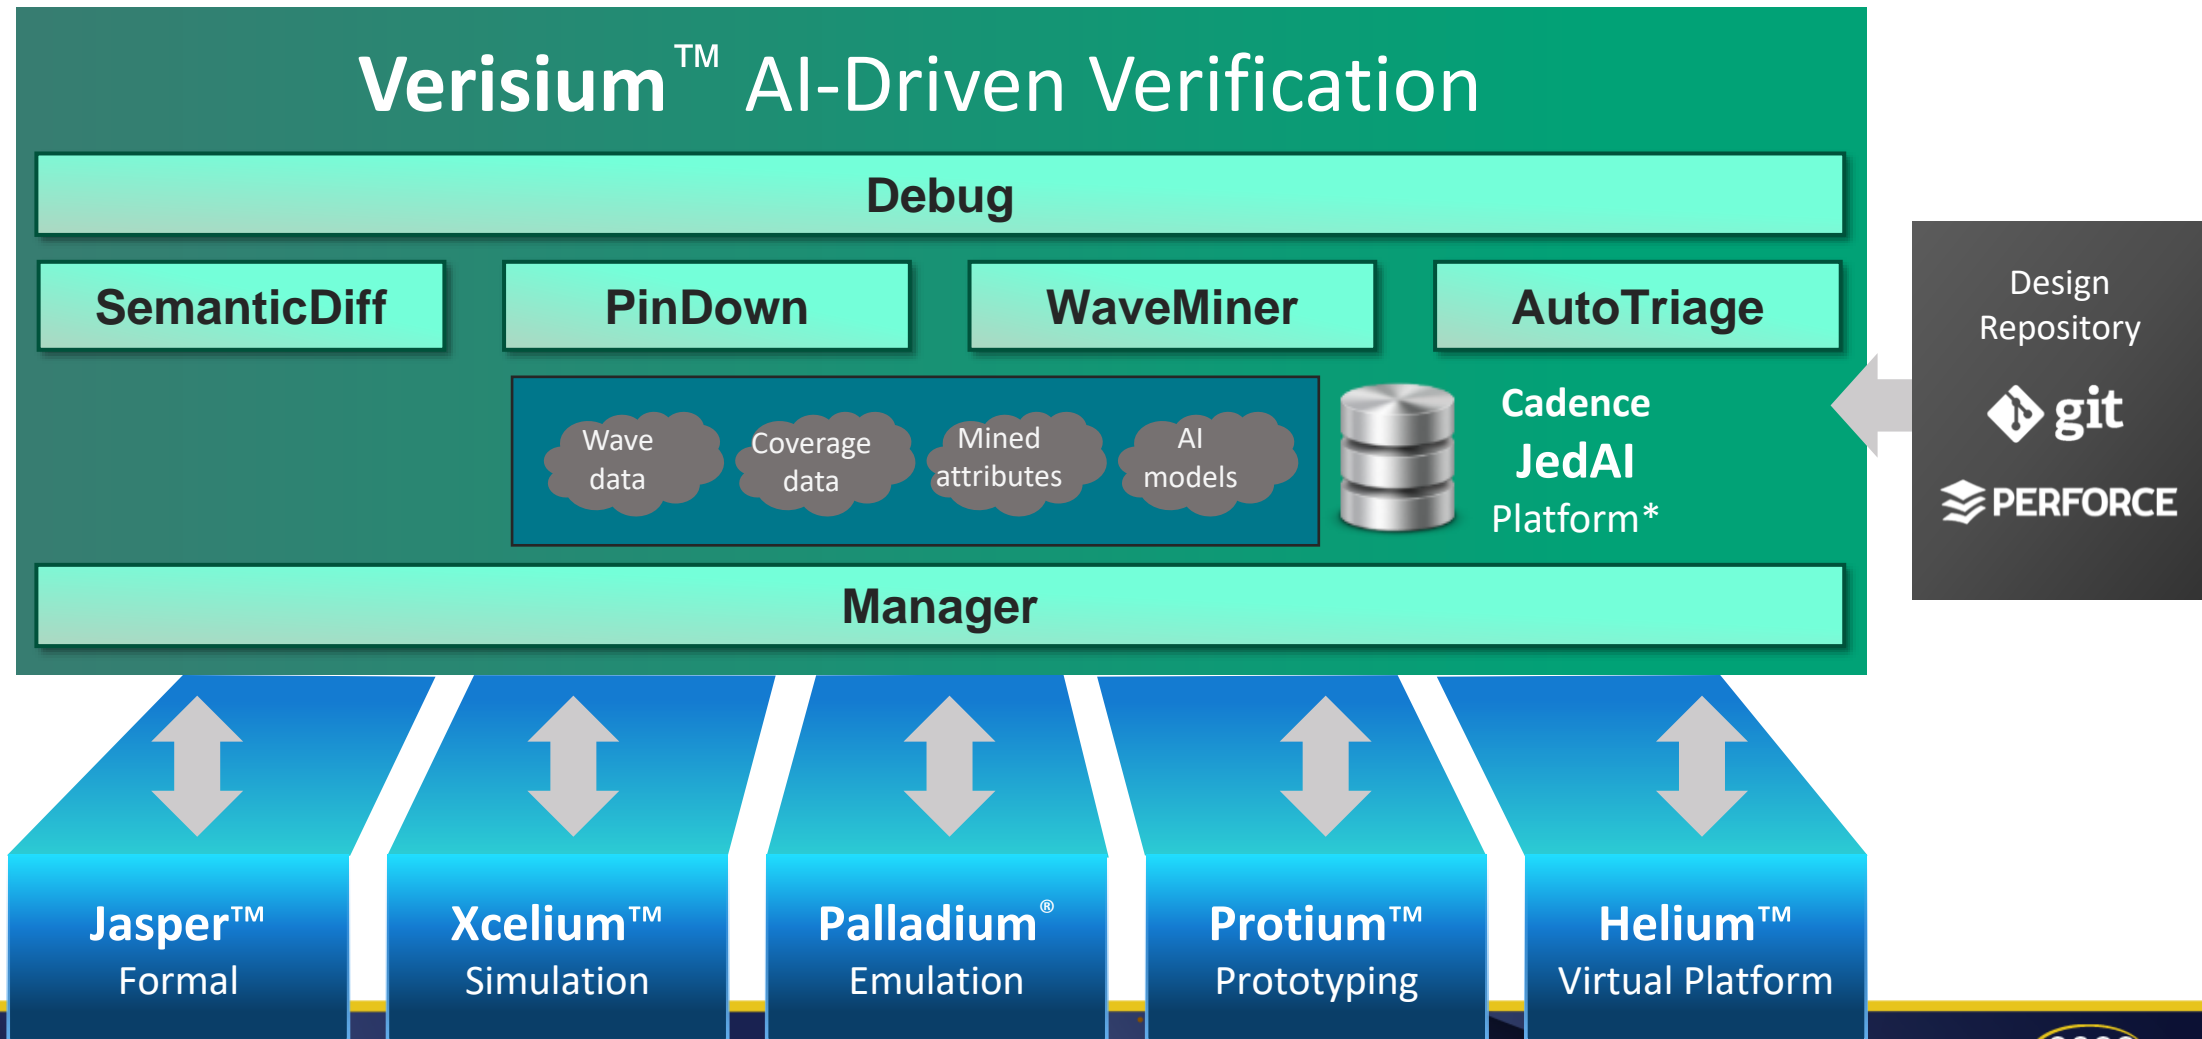 Verisium™ AI-Driven Verification
Debug
SemanticDiff
PinDown
WaveMiner
AutoTriage
Wave
data
Coverage
data
Mined
attributes
AI
models
Cadence
JedAI
Platform*
Manager
Design
Repository
git
PERFORCE
Jasper™
Formal
Xcelium™
Simulation
Palladium®
Emulation
Protium™
Prototyping
Helium™
Virtual Platform